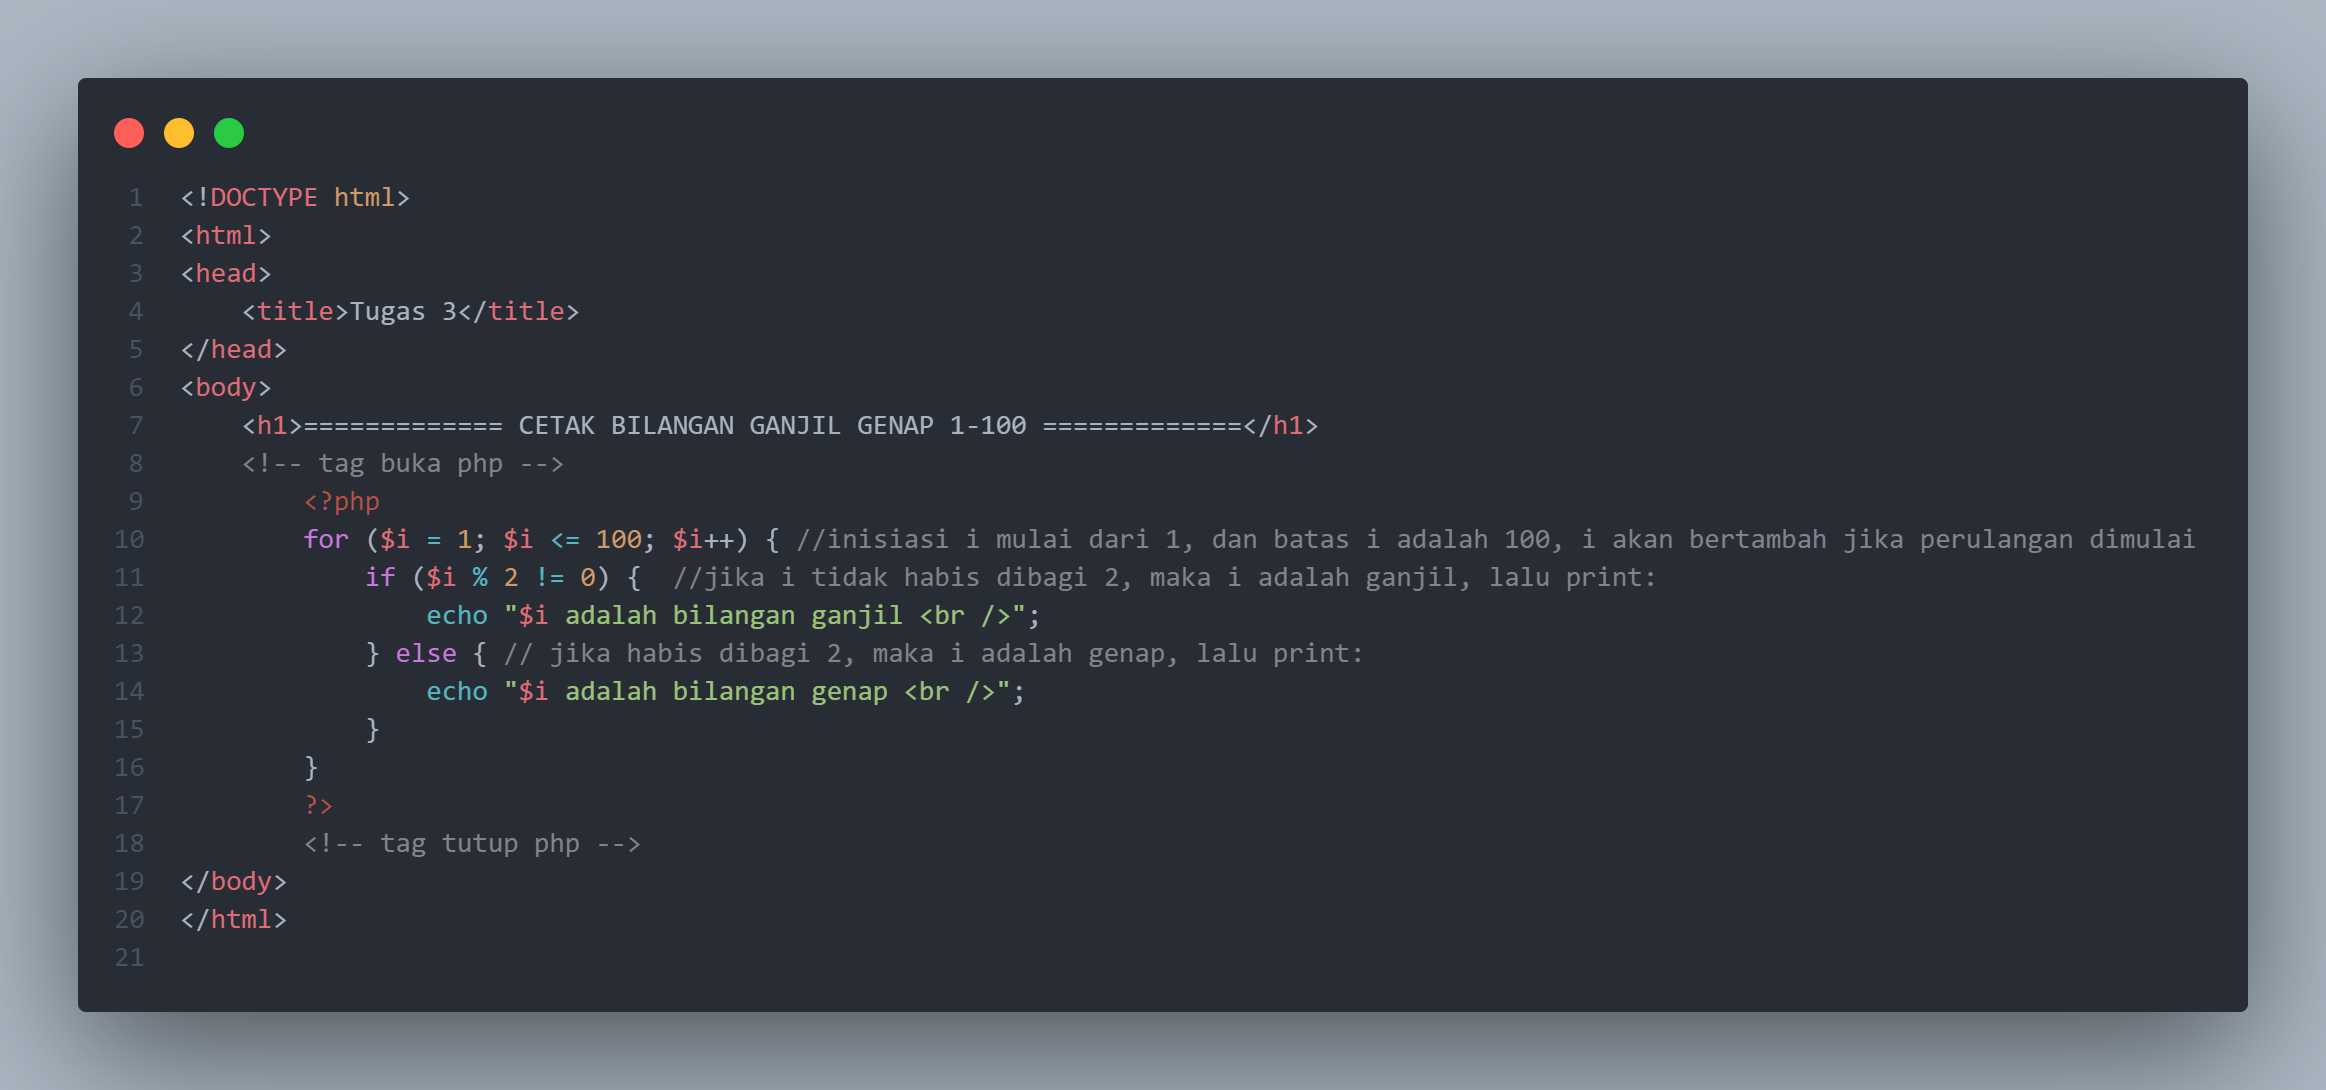 1 <!DOCTYPE html>
2 <html>
3 <head>
4     <title>Tugas 3</title>
5 </head>
6 <body>
7     <h1>============= CETAK BILANGAN GANJIL GENAP 1-100 =============</h1>
8     <!-- tag buka php -->
9         <?php
10         for ($i = 1; $i <= 100; $i++) { //inisiasi i mulai dari 1, dan batas i adalah 100, i akan bertambah jika perulangan dimulai
11             if ($i % 2 != 0) {  //jika i tidak habis dibagi 2, maka i adalah ganjil, lalu print:
12                 echo "$i adalah bilangan ganjil <br />";
13             } else { // jika habis dibagi 2, maka i adalah genap, lalu print:
14                 echo "$i adalah bilangan genap <br />";
15             }
16         }
17         ?>
18         <!-- tag tutup php -->
19 </body>
20 </html>
21